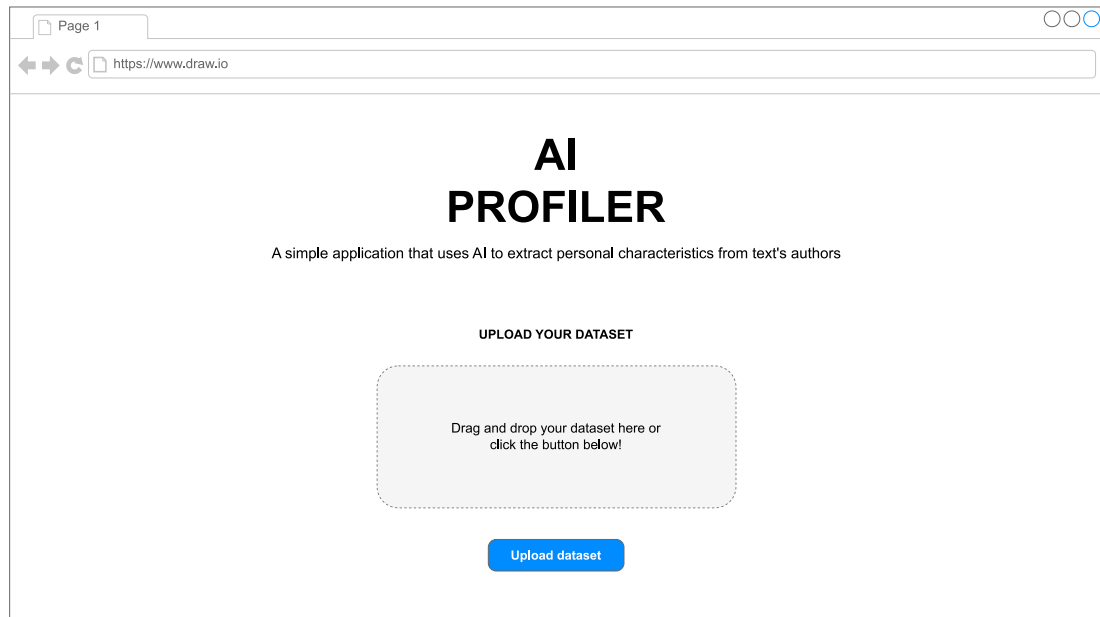 Page 1
https://www.draw.io
AI
PROFILER
A simple application that uses AI to extract personal characteristics from text's authors
UPLOAD YOUR DATASET
Drag and drop your dataset here or
click the button below!
Upload dataset